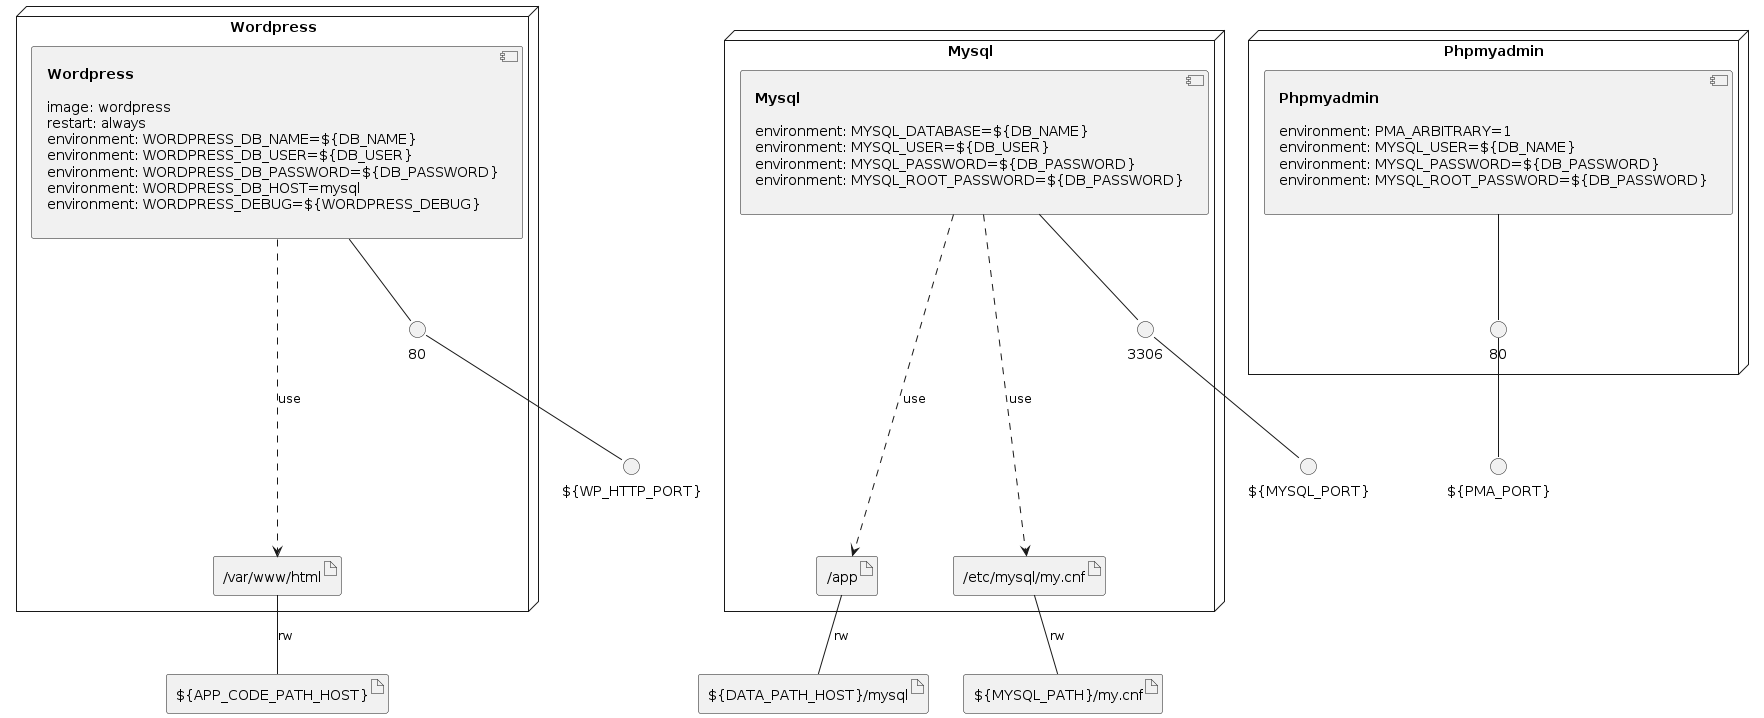 Wordpress
Wordpress
image: wordpress
restart: always
environment: WORDPRESS_DB_NAME=${DB_NAME}
environment: WORDPRESS_DB_USER=${DB_USER}
environment: WORDPRESS_DB_PASSWORD=${DB_PASSWORD}
environment: WORDPRESS_DB_HOST=mysql
environment: WORDPRESS_DEBUG=${WORDPRESS_DEBUG}
80
use
${WP_HTTP_PORT}
/var/www/html
rw
${APP_CODE_PATH_HOST}
Mysql
Mysql
environment: MYSQL_DATABASE=${DB_NAME}
environment: MYSQL_USER=${DB_USER}
environment: MYSQL_PASSWORD=${DB_PASSWORD}
environment: MYSQL_ROOT_PASSWORD=${DB_PASSWORD}
3306
use
use
${MYSQL_PORT}
/app
/etc/mysql/my.cnf
rw
rw
${DATA_PATH_HOST}/mysql
${MYSQL_PATH}/my.cnf
Phpmyadmin
Phpmyadmin
environment: PMA_ARBITRARY=1
environment: MYSQL_USER=${DB_NAME}
environment: MYSQL_PASSWORD=${DB_PASSWORD}
environment: MYSQL_ROOT_PASSWORD=${DB_PASSWORD}
80
${PMA_PORT}